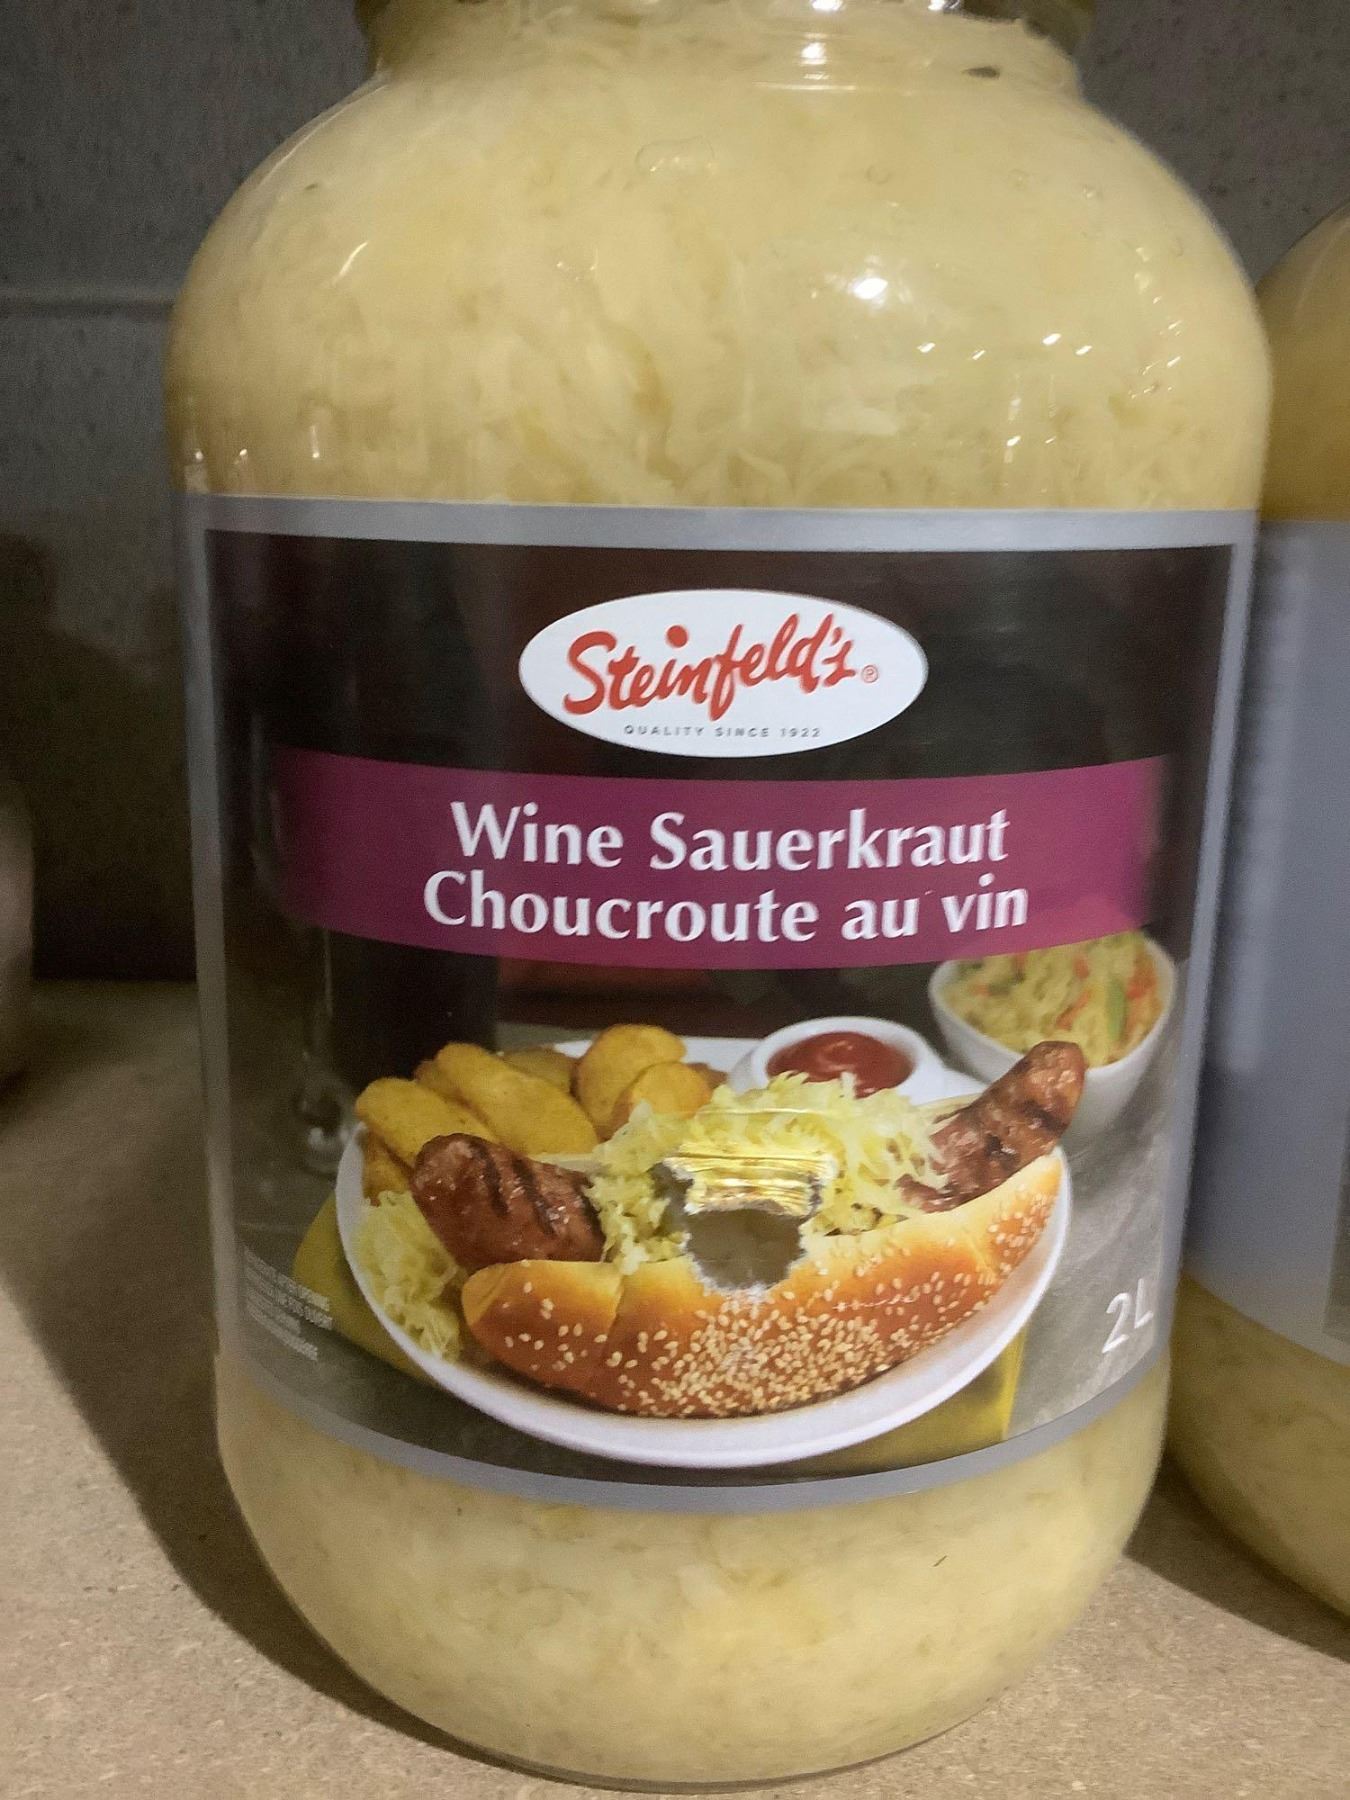 Steinfeld's®
QUALITY SINCE 1922
Wine Sauerkraut
Choucroute au vin
2L